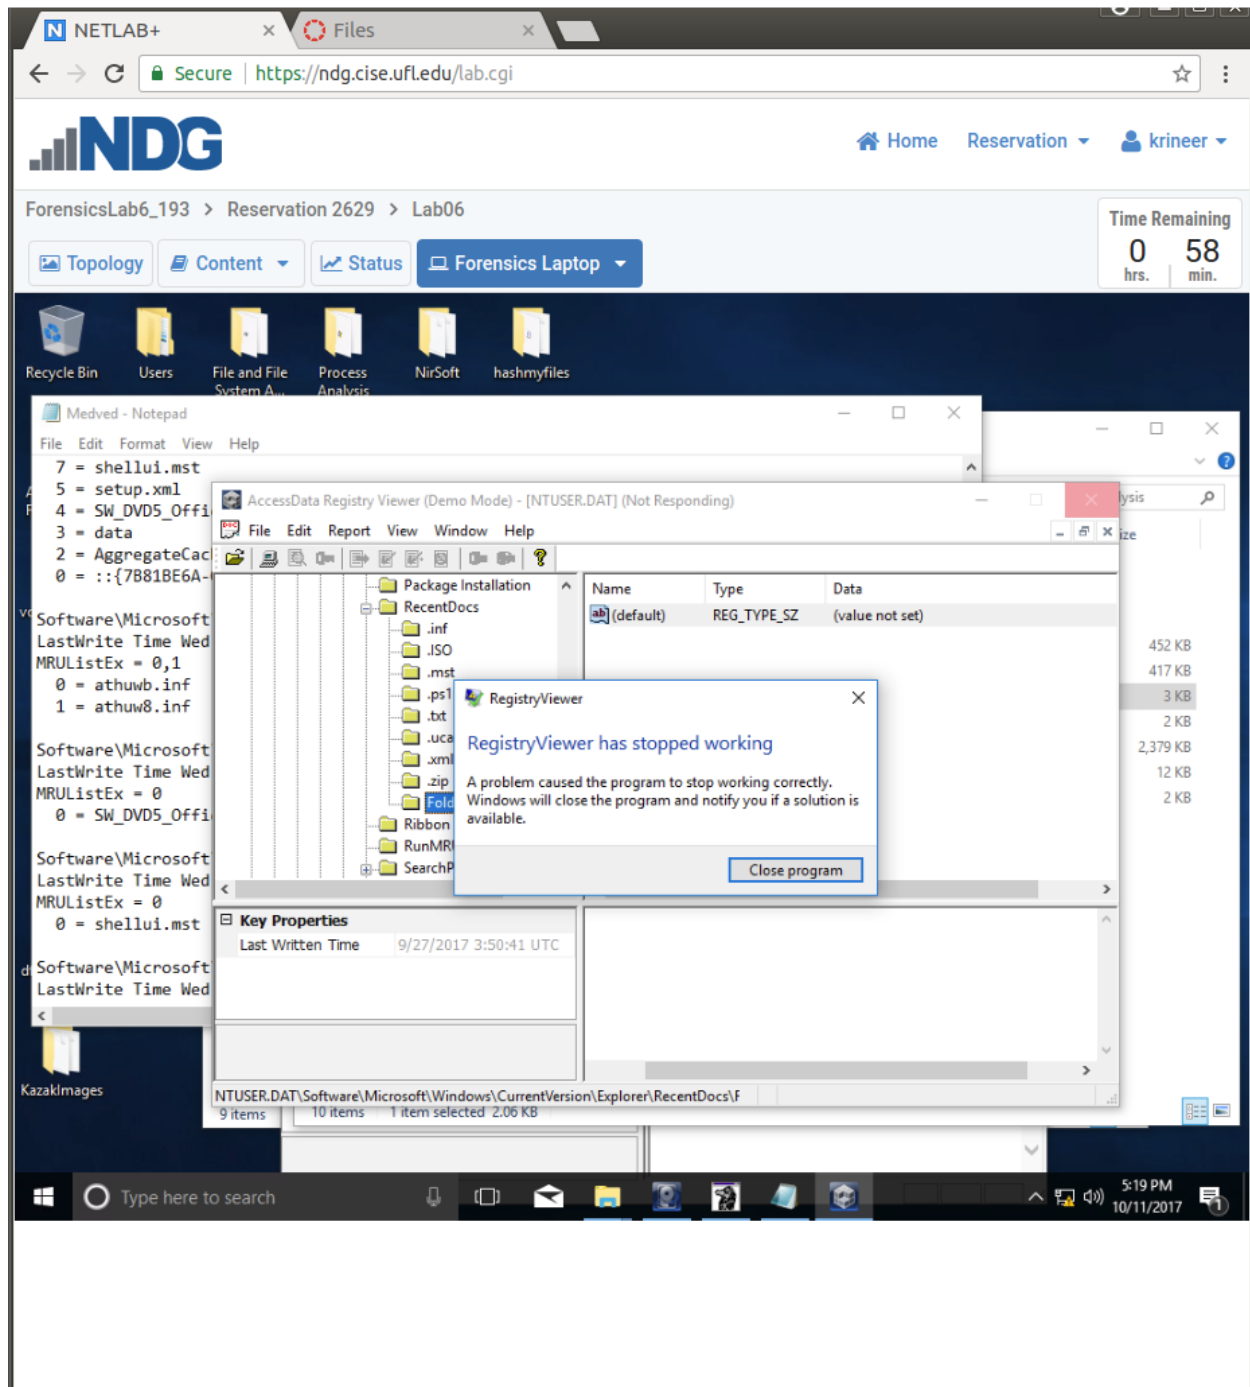 NETLAB+
Files
Secure
https://ndg.cise.ufl.edu/lab.cgi
NDG
Home
Reservation
krineer
ForensicsLab6_193 > Reservation 2629 > Lab06
Time Remaining
0 58
hrs. min.
Topology
Content
Status
Forensics Laptop
Recycle Bin
Users
File and File
System A...
Process
Analysis
NirSoft
hashmyfiles
Medved - Notepad
File Edit Format View Help
7 = shellui.mst
5 = setup.xml
4 = SW_DVD5_Offi
3 = data
2 = AggregateCac
0 = ::{7B81BE6A-
Software\Microsoft
LastWrite Time Wed
MRUListEx = 0,1
0 = athuwb.inf
1 = athuw8.inf
Software\Microsoft
LastWrite Time Wed
MRUListEx = 0
0 = SW_DVD5_Offi
Software\Microsoft
LastWrite Time Wed
MRUListEx = 0
0 = shellui.mst
Software\Microsoft
LastWrite Time Wed
AccessData Registry Viewer (Demo Mode) - [NTUSER.DAT] (Not Responding)
File Edit Report View Window Help
Package Installation
RecentDocs
.inf
.ISO
.mst
.ps1
.txt
.uca
.xml
.zip
Fold
Ribbon
RunMRU
SearchP
Name Type Data
(default) REG_TYPE_SZ (value not set)
RegistryViewer
RegistryViewer has stopped working
A problem caused the program to stop working correctly.
Windows will close the program and notify you if a solution is
available.
Close program
Key Properties
Last Written Time 9/27/2017 3:50:41 UTC
NTUSER.DAT\Software\Microsoft\Windows\CurrentVersion\Explorer\RecentDocs\F
9 items
10 items 1 item selected 2.06 KB
lysis
ize
452 KB
417 KB
3 KB
2 KB
2,379 KB
12 KB
2 KB
KazakImages
Type here to search
5:19 PM
10/11/2017
1